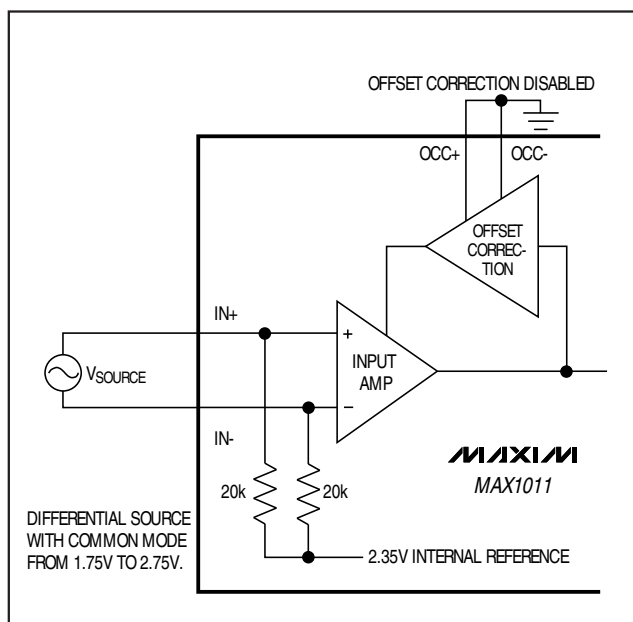 OFFSET CORRECTION DISABLED
OCC+
OCC-
OFFSET
CORREC-
TION
IN+
+
INPUT
AMP
VSOURCE
−
IN-
MAXIM
MAX1011
20k
20k
DIFFERENTIAL SOURCE
WITH COMMON MODE
FROM 1.75V TO 2.75V.
2.35V INTERNAL REFERENCE